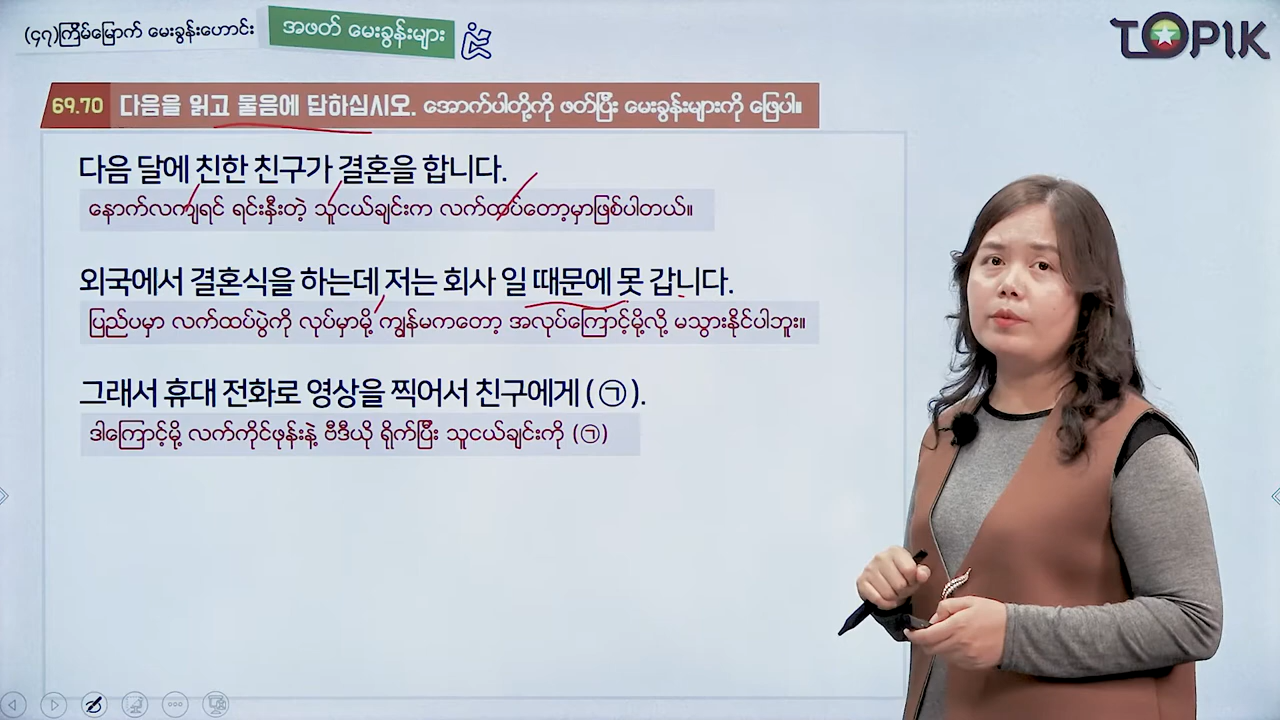 (၄၇)ကြိမ်မြောက် မေးခွန်းဟောင်း
အဖတ် မေးခွန်းများ
TOPIK
69.70 다음을 읽고 물음에 답하십시오. အောက်ပါတို့ကို ဖတ်ပြီး မေးခွန်းများကို ဖြေပါ။
다음 달에 친한 친구가 결혼을 합니다.
နောက်လကျရင် ရင်းနှီးတဲ့ သူငယ်ချင်းက လက်ထပ်တော့မှာဖြစ်ပါတယ်။
외국에서 결혼식을 하는데 저는 회사 일 때문에 못 갑니다.
ပြည်ပမှာ လက်ထပ်ပွဲကို လုပ်မှာမို့ ကျွန်မကတော့ အလုပ်ကြောင့်မို့လို့ မသွားနိုင်ပါဘူး။
그래서 휴대 전화로 영상을 찍어서 친구에게 (㉠).
ဒါကြောင့်မို့ လက်ကိုင်ဖုန်းနဲ့ ဗီဒီယို ရိုက်ပြီး သူငယ်ချင်းကို (㉠)